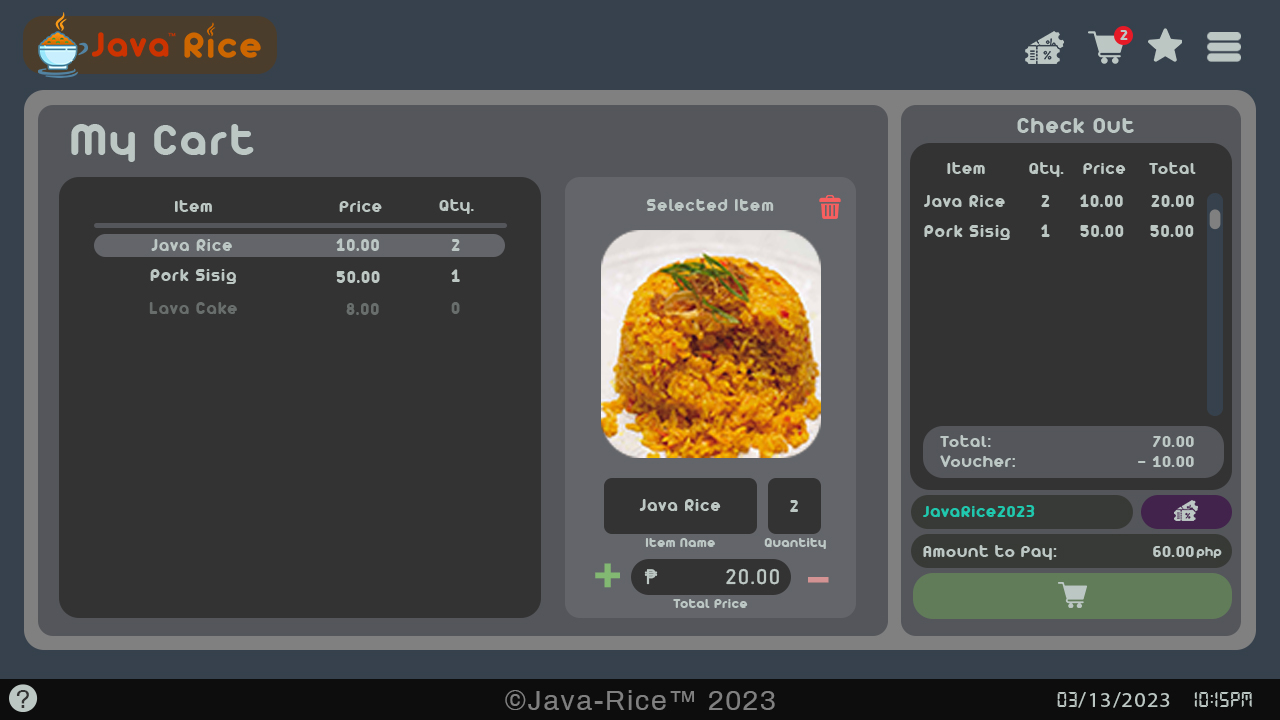 Java™ Rice
2
My Cart
Item Price Qty.
Java Rice 10.00 2
Pork Sisig 50.00 1
Lava Cake 8.00 0
Selected Item
Java Rice 2
Item Name Quantity
+ ₱ 20.00 −
Total Price
Check Out
Item Qty. Price Total
Java Rice 2 10.00 20.00
Pork Sisig 1 50.00 50.00
Total: 70.00
Voucher: - 10.00
JavaRice2023
Amount to Pay: 60.00php
?
©Java-Rice™ 2023
03/13/2023 10:15PM